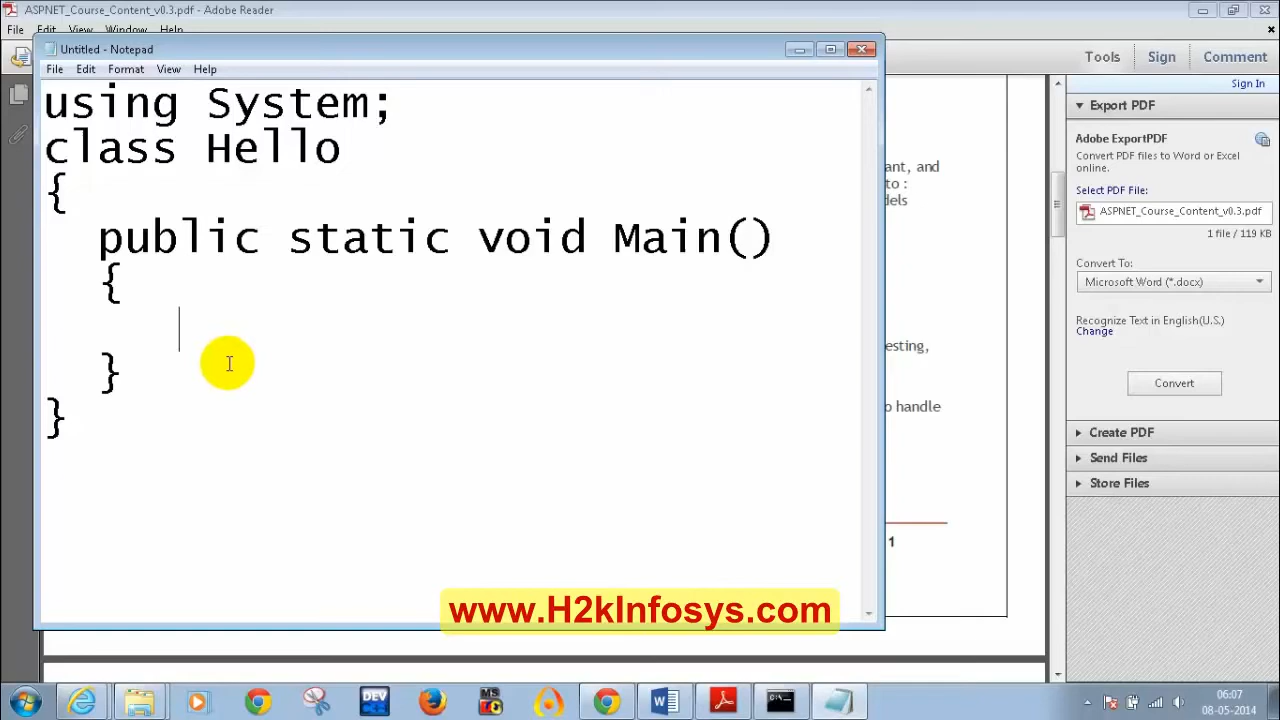 ASPNET_Course_Content_v0.3.pdf - Adobe Reader
File Edit View Window Help
Untitled - Notepad
File Edit Format View Help
using System;
class Hello
{
public static void Main()
{
}
}
Tools Sign Comment
Sign In
Export PDF
Adobe ExportPDF
Convert PDF files to Word or Excel
online.
Select PDF File:
ASPNET_Course_Content_v0.3.pdf
1 file / 119 KB
Convert To:
Microsoft Word (*.docx)
Recognize Text in English(U.S.)
Change
Convert
Create PDF
Send Files
Store Files
ant, and
to :
dels
esting,
o handle
1
www.H2kInfosys.com
DEV
MS
C:\
06:07
08-05-2014